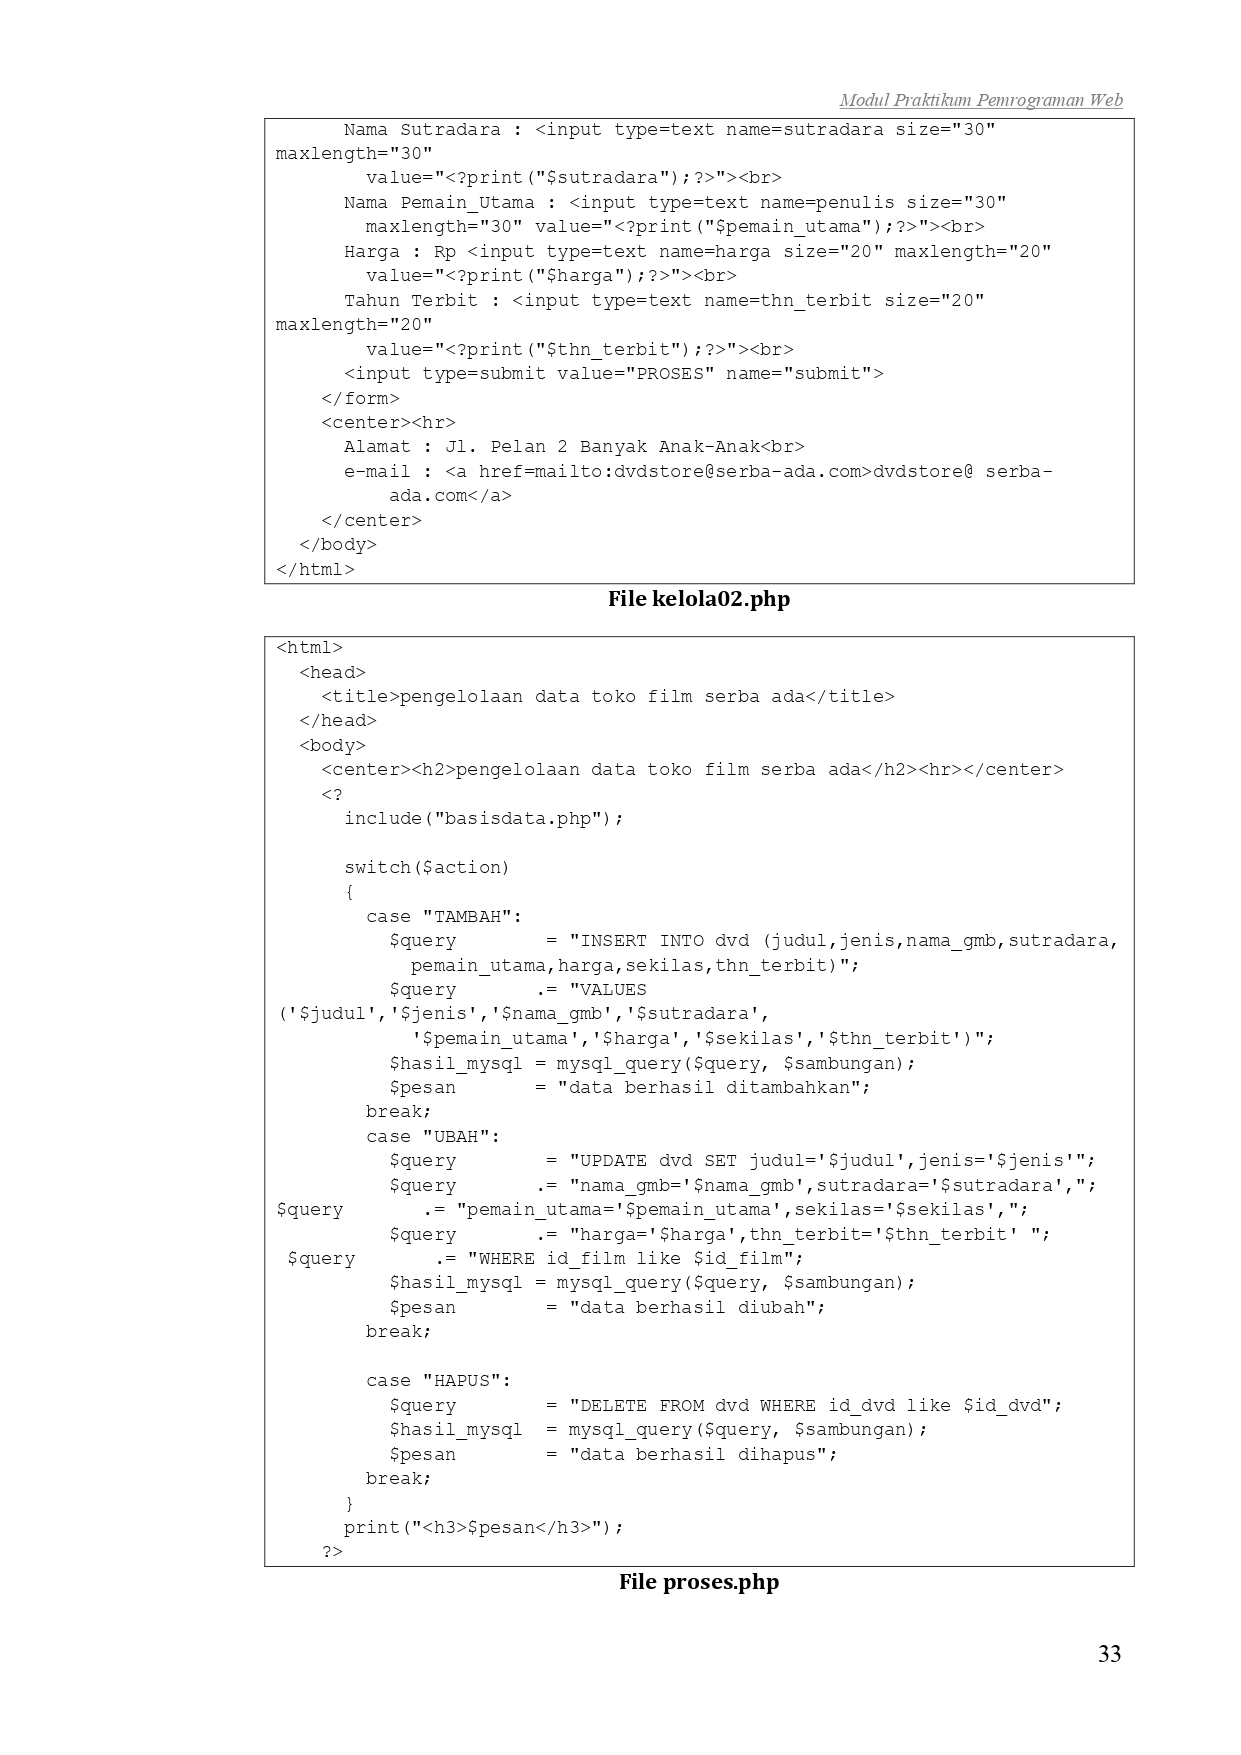 Modul Praktikum Pemrograman Web
Nama Sutradara : <input type=text name=sutradara size="30"
maxlength="30"
value="<?print("$sutradara");?>"><br>
Nama Pemain_Utama : <input type=text name=penulis size="30"
maxlength="30" value="<?print("$pemain_utama");?>"><br>
Harga : Rp <input type=text name=harga size="20" maxlength="20"
value="<?print("$harga");?>"><br>
Tahun Terbit : <input type=text name=thn_terbit size="20"
maxlength="20"
value="<?print("$thn_terbit");?>"><br>
<input type=submit value="PROSES" name="submit">
</form>
<center><hr>
Alamat : Jl. Pelan 2 Banyak Anak-Anak<br>
e-mail : <a href=mailto:dvdstore@serba-ada.com>dvdstore@ serba-
ada.com</a>
</center>
</body>
</html>
File kelola02.php
<html>
<head>
<title>pengelolaan data toko film serba ada</title>
</head>
<body>
<center><h2>pengelolaan data toko film serba ada</h2><hr></center>
<?
include("basisdata.php");
switch($action)
{
case "TAMBAH":
$query = "INSERT INTO dvd (judul,jenis,nama_gmb,sutradara,
pemain_utama,harga,sekilas,thn_terbit)";
$query .= "VALUES
('$judul','$jenis','$nama_gmb','$sutradara',
'$pemain_utama','$harga','$sekilas','$thn_terbit')";
$hasil_mysql = mysql_query($query, $sambungan);
$pesan = "data berhasil ditambahkan";
break;
case "UBAH":
$query = "UPDATE dvd SET judul='$judul',jenis='$jenis'";
$query .= "nama_gmb='$nama_gmb',sutradara='$sutradara',";
$query .= "pemain_utama='$pemain_utama',sekilas='$sekilas',";
$query .= "harga='$harga',thn_terbit='$thn_terbit' ";
$query .= "WHERE id_film like $id_film";
$hasil_mysql = mysql_query($query, $sambungan);
$pesan = "data berhasil diubah";
break;
case "HAPUS":
$query = "DELETE FROM dvd WHERE id_dvd like $id_dvd";
$hasil_mysql = mysql_query($query, $sambungan);
$pesan = "data berhasil dihapus";
break;
}
print("<h3>$pesan</h3>");
?>
File proses.php
33